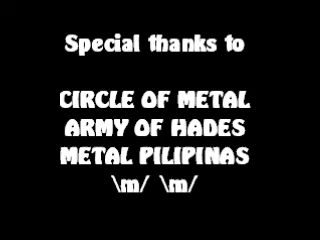 Special thanks to
CIRCLE OF METAL
ARMY OF HADES
METAL PILIPINAS
\m/ \m/